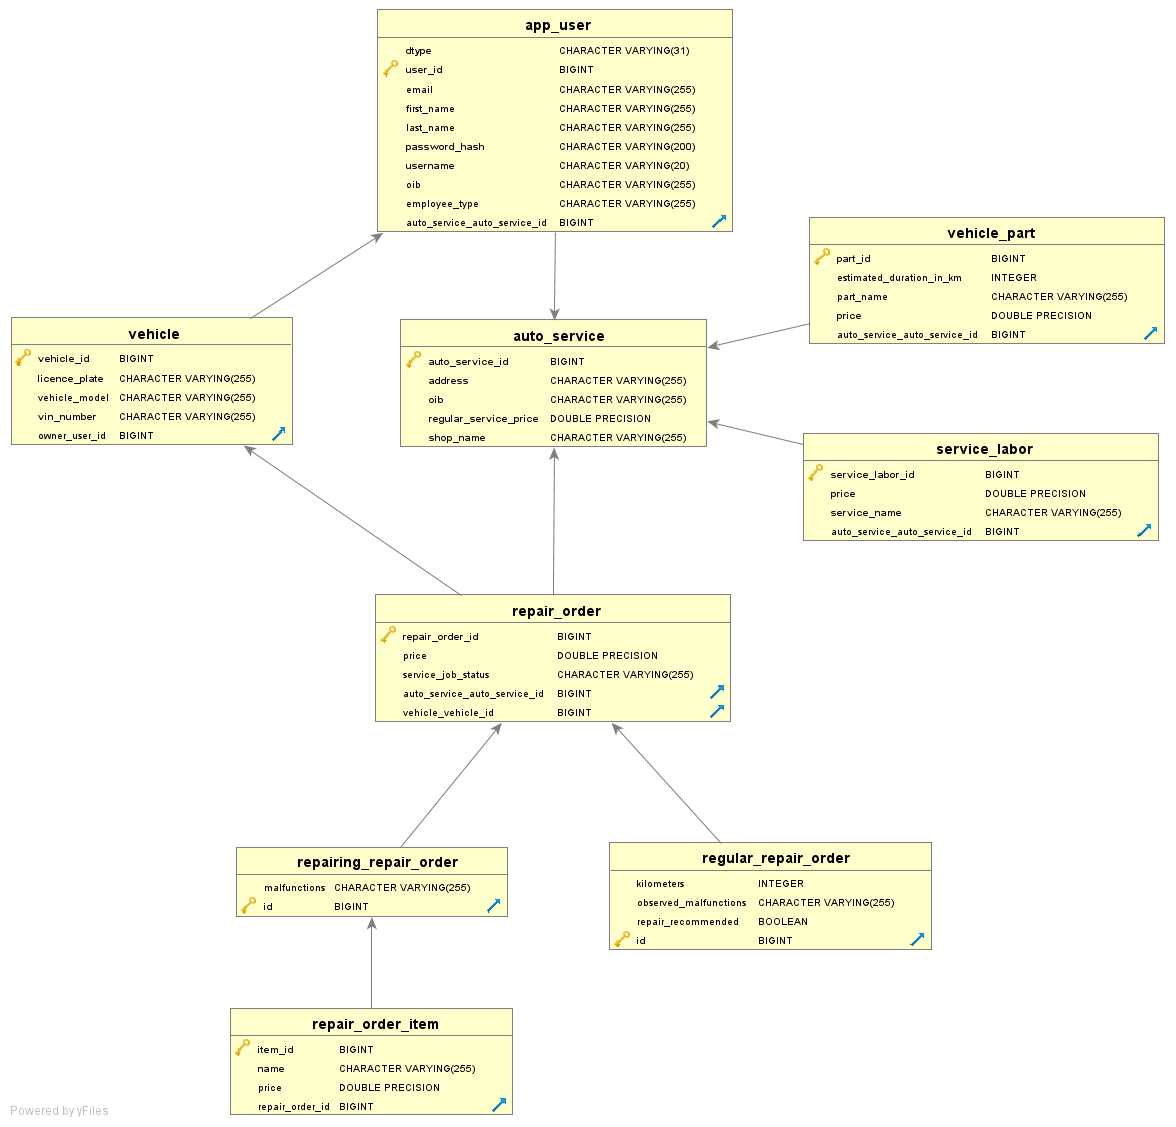 app_user
dtype CHARACTER VARYING(31)
user_id BIGINT
email CHARACTER VARYING(255)
first_name CHARACTER VARYING(255)
last_name CHARACTER VARYING(255)
password_hash CHARACTER VARYING(200)
username CHARACTER VARYING(20)
oib CHARACTER VARYING(255)
employee_type CHARACTER VARYING(255)
auto_service_auto_service_id BIGINT
vehicle_part
part_id BIGINT
estimated_duration_in_km INTEGER
part_name CHARACTER VARYING(255)
price DOUBLE PRECISION
auto_service_auto_service_id BIGINT
vehicle
vehicle_id BIGINT
licence_plate CHARACTER VARYING(255)
vehicle_model CHARACTER VARYING(255)
vin_number CHARACTER VARYING(255)
owner_user_id BIGINT
auto_service
auto_service_id BIGINT
address CHARACTER VARYING(255)
oib CHARACTER VARYING(255)
regular_service_price DOUBLE PRECISION
shop_name CHARACTER VARYING(255)
service_labor
service_labor_id BIGINT
price DOUBLE PRECISION
service_name CHARACTER VARYING(255)
auto_service_auto_service_id BIGINT
repair_order
repair_order_id BIGINT
price DOUBLE PRECISION
service_job_status CHARACTER VARYING(255)
auto_service_auto_service_id BIGINT
vehicle_vehicle_id BIGINT
repairing_repair_order
malfunctions CHARACTER VARYING(255)
id BIGINT
regular_repair_order
kilometers INTEGER
observed_malfunctions CHARACTER VARYING(255)
repair_recommended BOOLEAN
id BIGINT
repair_order_item
item_id BIGINT
name CHARACTER VARYING(255)
price DOUBLE PRECISION
repair_order_id BIGINT
Powered by yFiles